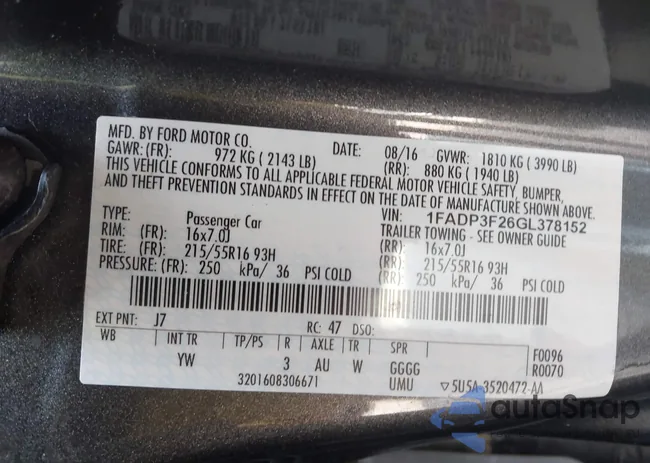 MFD. BY FORD MOTOR CO. DATE: 08/16 GVWR: 1810 KG ( 3990 LB)
GAWR: (FR): 972 KG ( 2143 LB) (RR): 880 KG ( 1940 LB)
THIS VEHICLE CONFORMS TO ALL APPLICABLE FEDERAL MOTOR VEHICLE SAFETY, BUMPER,
AND THEFT PREVENTION STANDARDS IN EFFECT ON THE DATE OF MANUFACTURE SHOWN ABOVE.
VIN: 1FADP3F26GL378152
TYPE: Passenger Car TRAILER TOWING - SEE OWNER GUIDE
RIM: (FR): 16x7.0J (RR): 16x7.0J
TIRE: (FR): 215/55R16 93H (RR): 215/55R16 93H
PRESSURE: (FR): 250 kPa/ 36 PSI COLD (RR): 250 kPa/ 36 PSI COLD
EXT PNT: J7 RC: 47 DSO:
WB INT TR TP/PS R AXLE TR SPR F0096
YW 3 AU W GGGG R0070
3201608306671 UMU ▽5U5A-3520472-AA
autoSnap